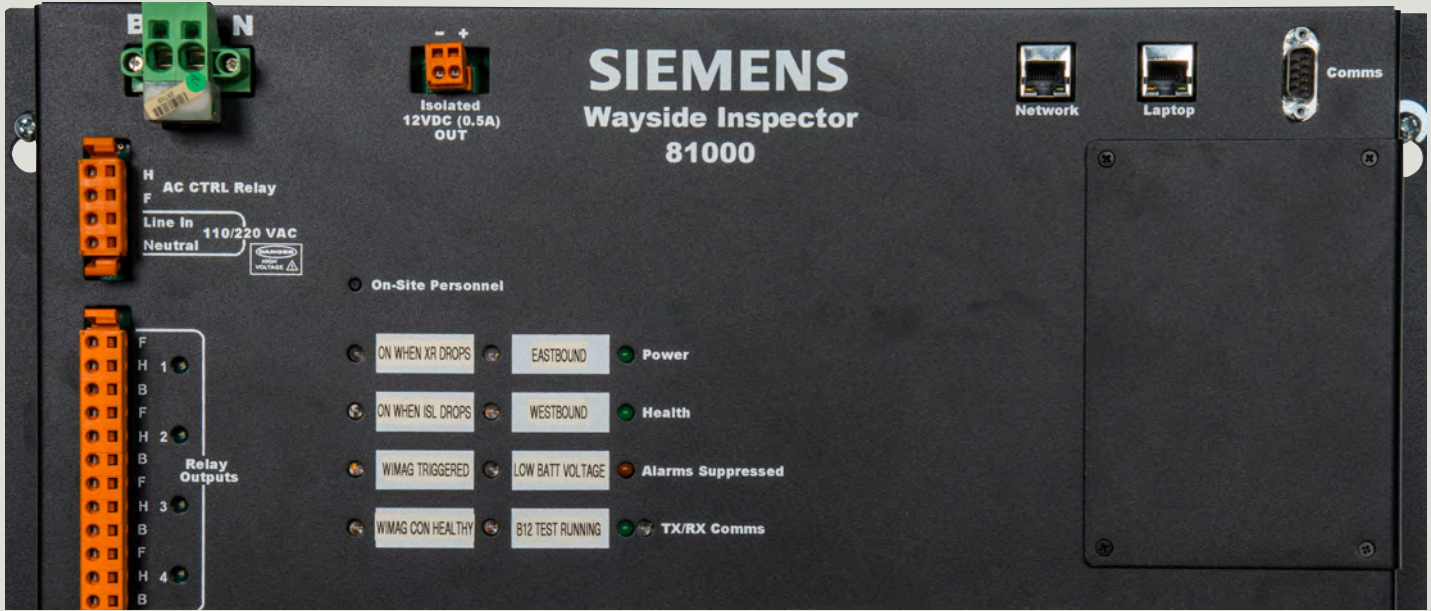 B N
- +
Isolated
12VDC (0.5A)
OUT
SIEMENS
Wayside Inspector
81000
Network
Laptop
Comms
H
AC CTRL Relay
F
Line In
110/220 VAC
Neutral
DANGER
HIGH
VOLTAGE
On-Site Personnel
ON WHEN XR DROPS
EASTBOUND
Power
ON WHEN ISL DROPS
WESTBOUND
Health
WIMAG TRIGGERED
LOW BATT VOLTAGE
Alarms Suppressed
WIMAG CON HEALTHY
B12 TEST RUNNING
TX/RX Comms
F
H 1
B
F
H 2
B
F
H 3
B
F
H 4
B
Relay
Outputs